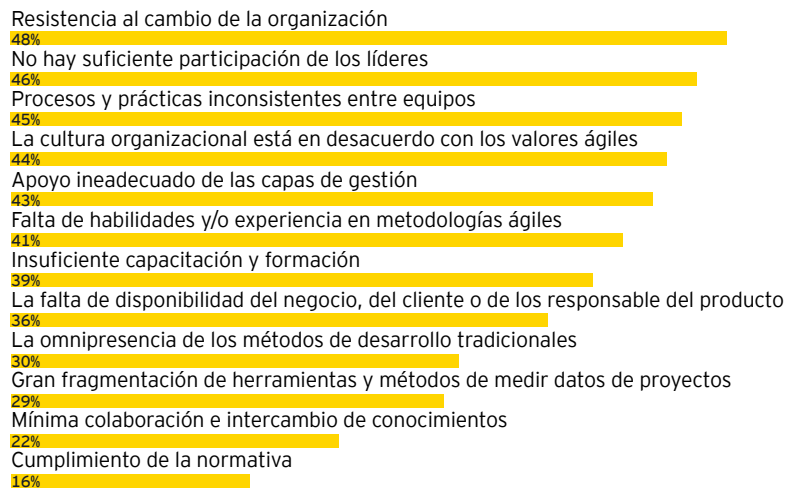 Resistencia al cambio de la organización
48%
No hay suficiente participación de los líderes
46%
Procesos y prácticas inconsistentes entre equipos
45%
La cultura organizacional está en desacuerdo con los valores ágiles
44%
Apoyo ineadecuado de las capas de gestión
43%
Falta de habilidades y/o experiencia en metodologías ágiles
41%
Insuficiente capacitación y formación
39%
La falta de disponibilidad del negocio, del cliente o de los responsable del producto
36%
La omnipresencia de los métodos de desarrollo tradicionales
30%
Gran fragmentación de herramientas y métodos de medir datos de proyectos
29%
Mínima colaboración e intercambio de conocimientos
22%
Cumplimiento de la normativa
16%